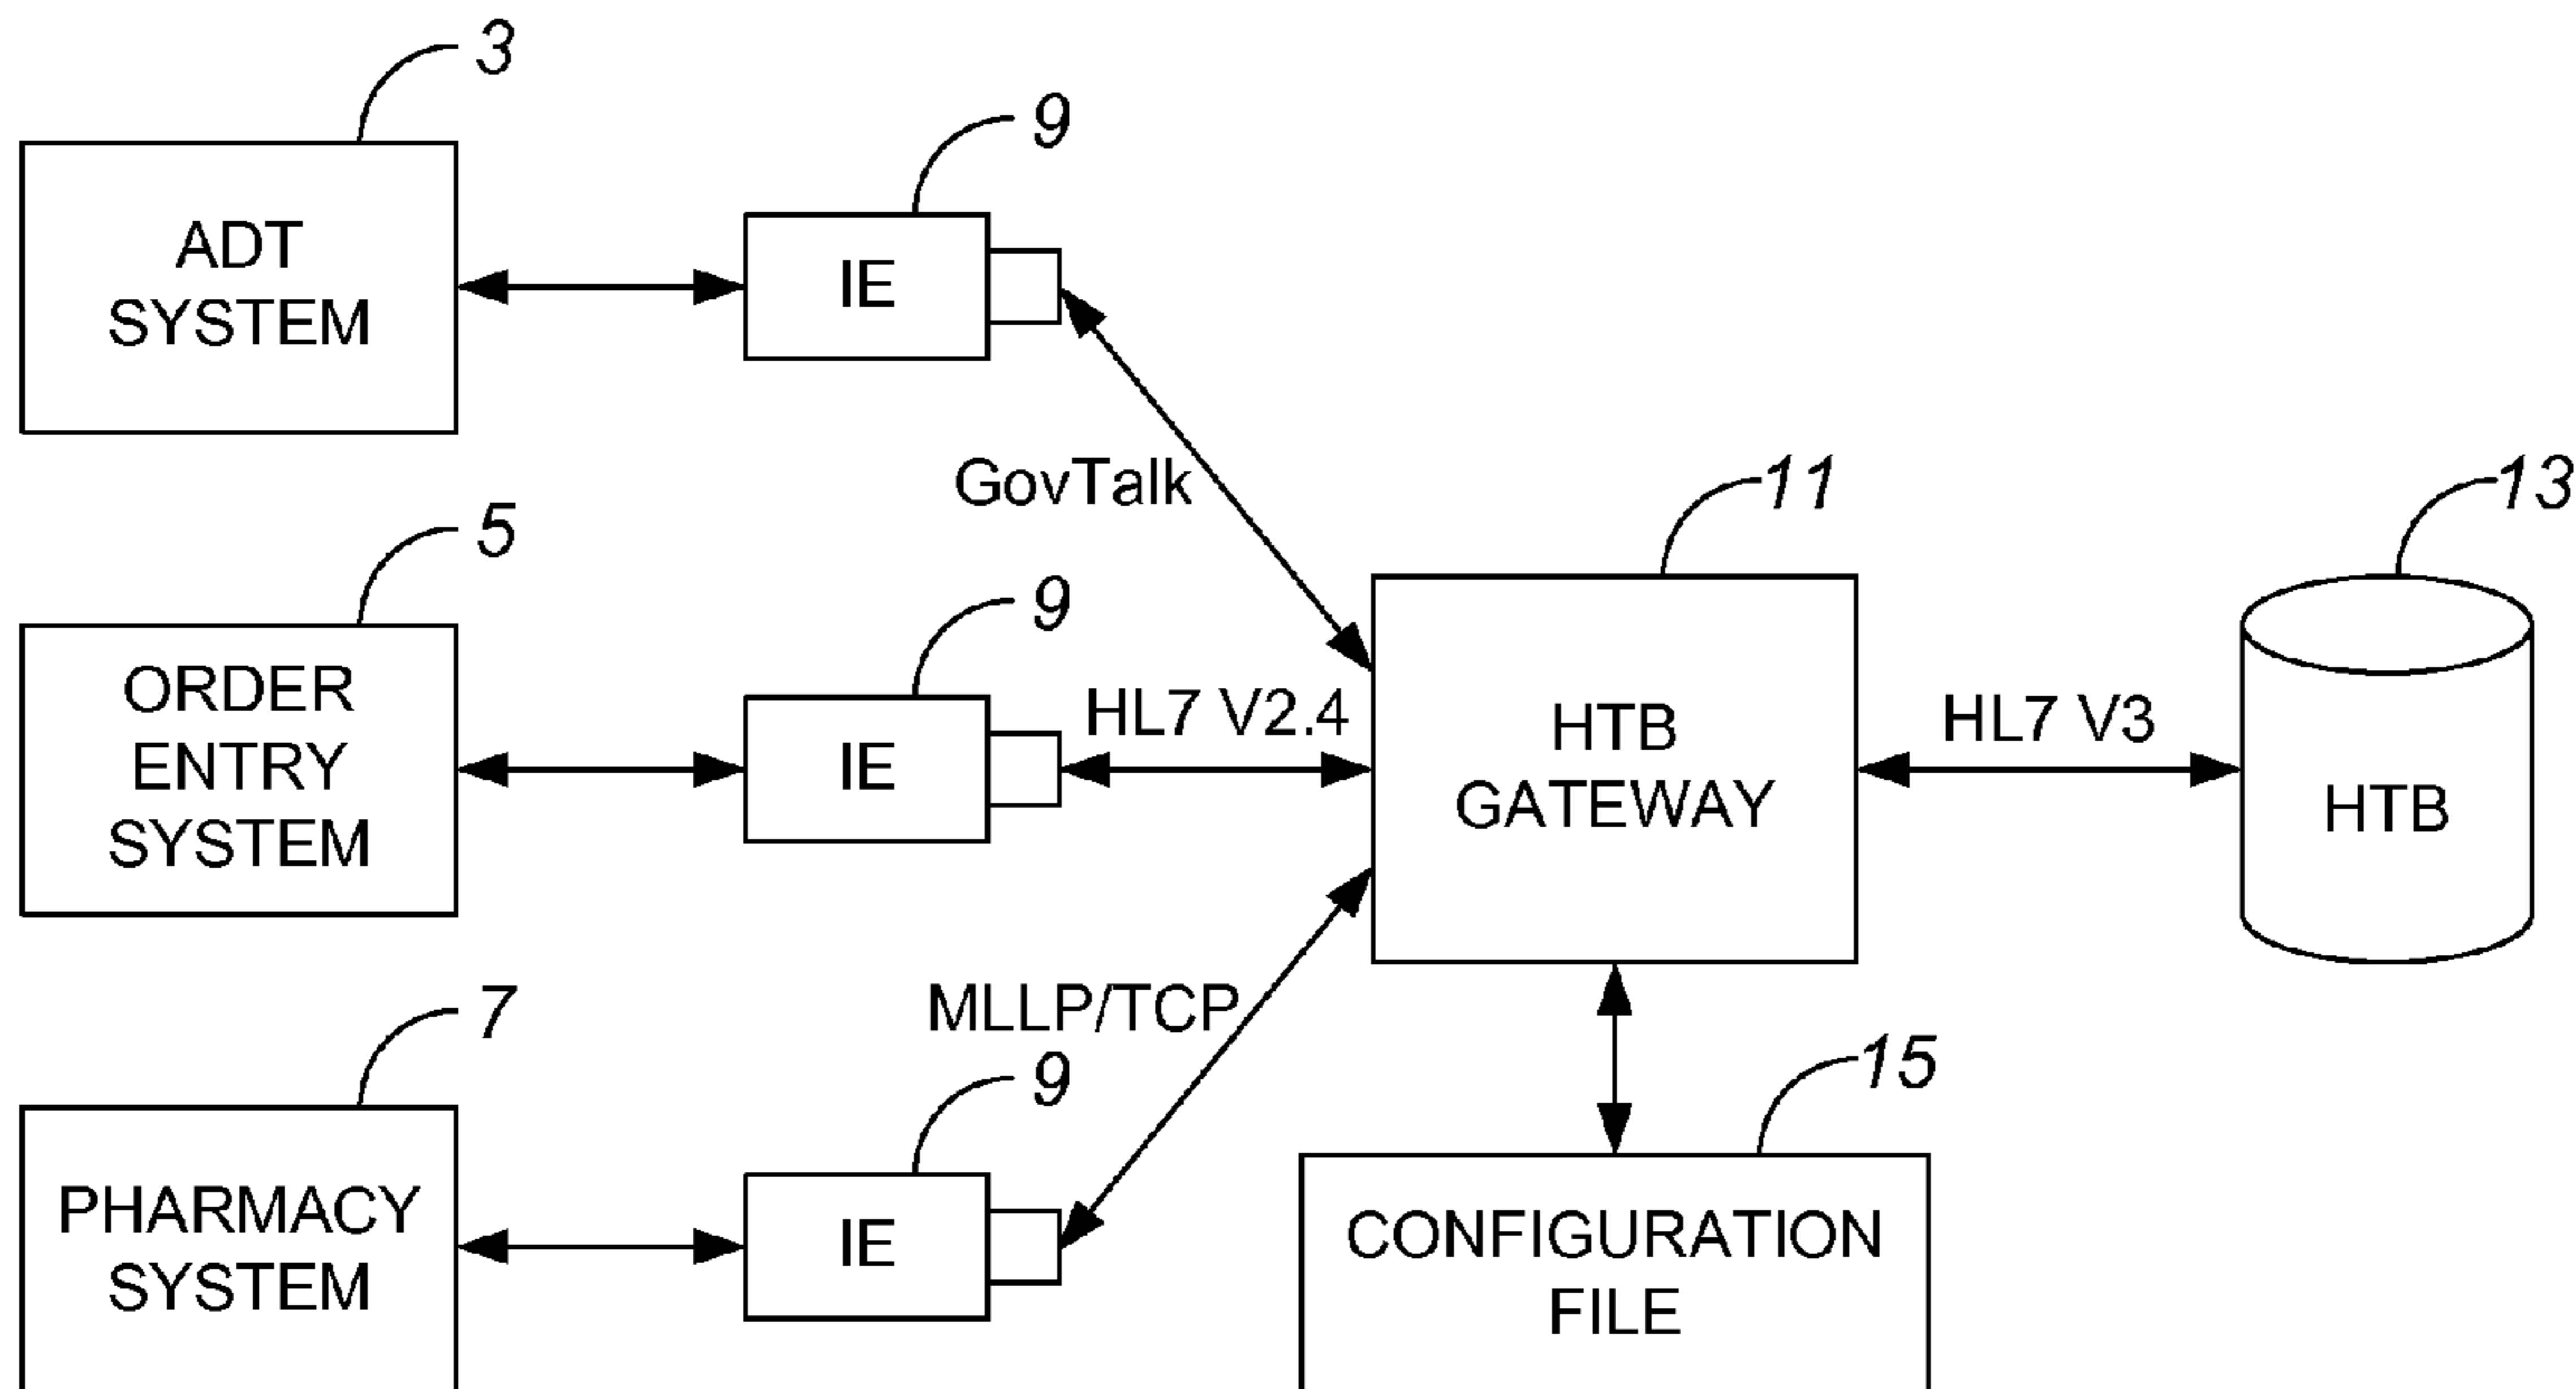 3
9
ADT
SYSTEM
IE
GovTalk
5
9
11
13
ORDER
ENTRY
SYSTEM
IE
HL7 V2.4
HTB
GATEWAY
HL7 V3
HTB
7
MLLP/TCP
9
15
PHARMACY
SYSTEM
IE
CONFIGURATION
FILE